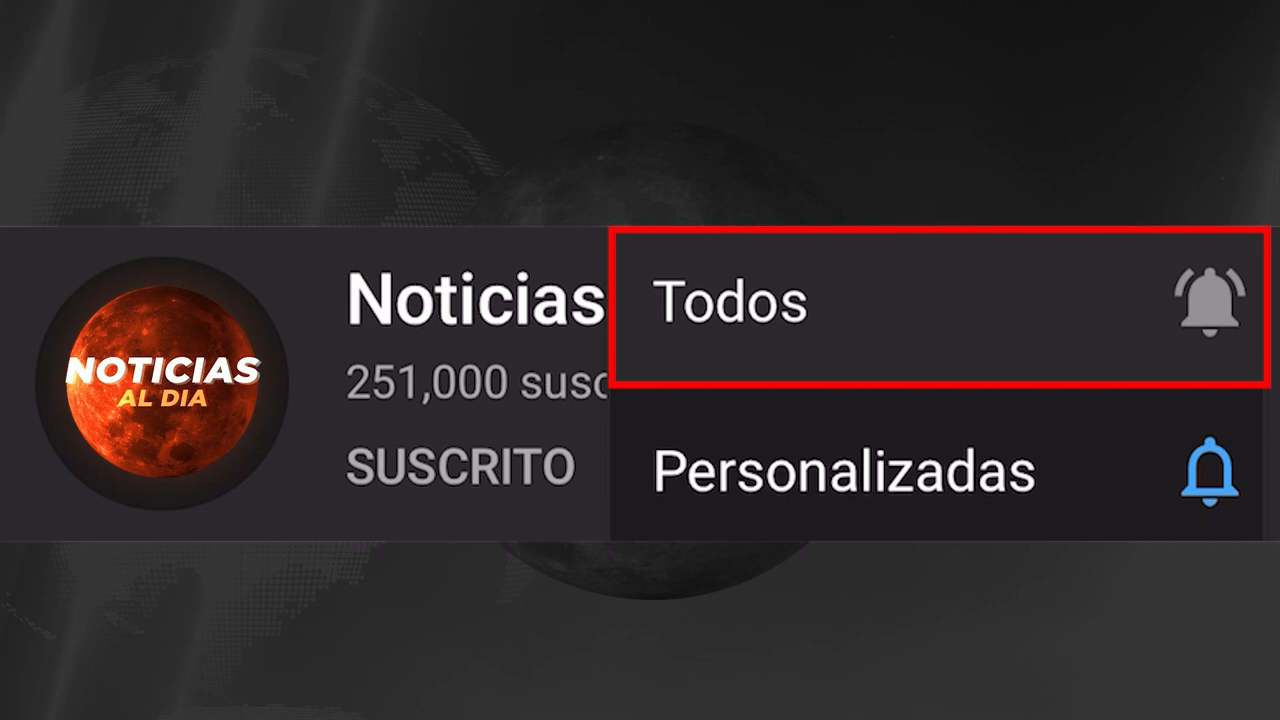 NOTICIAS
AL DIA
Noticias
251,000 susc
SUSCRITO
Todos
Personalizadas